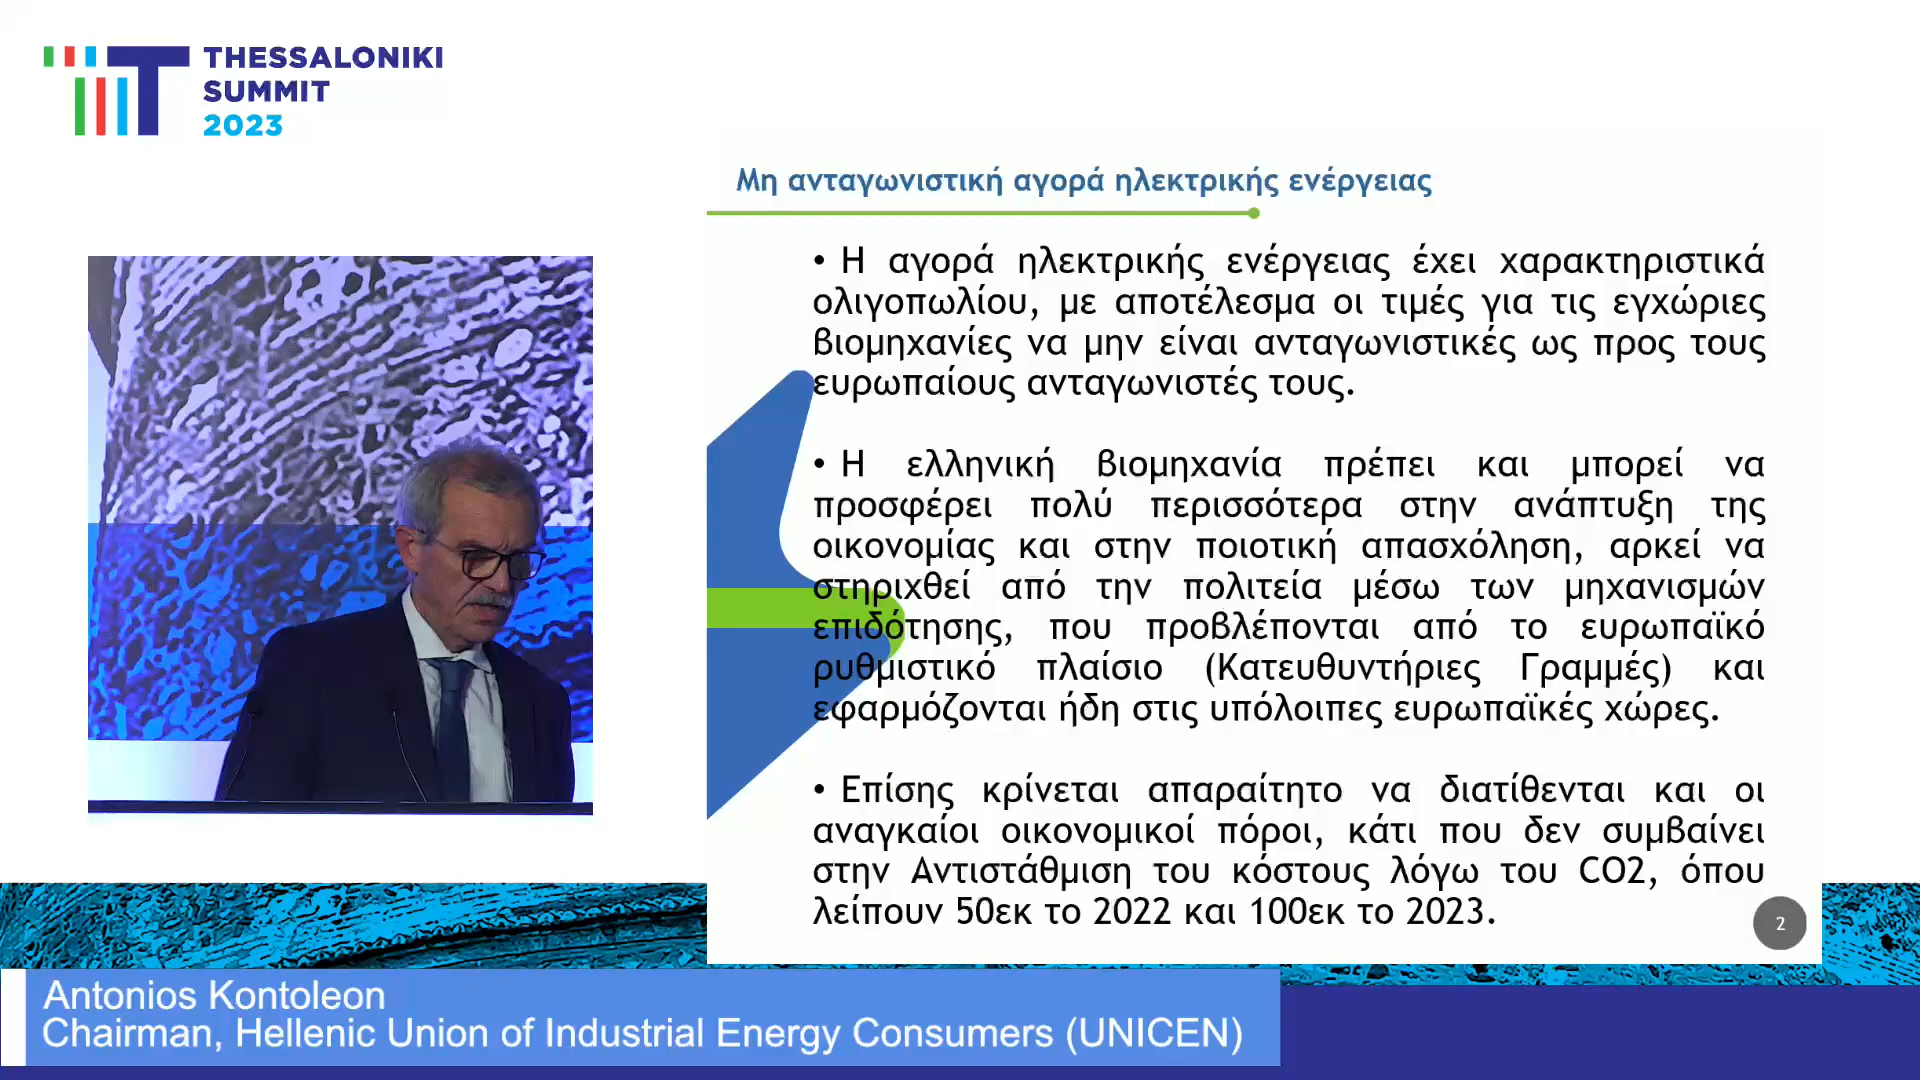 THESSALONIKI
SUMMIT
2023
Μη ανταγωνιστική αγορά ηλεκτρικής ενέργειας
• Η αγορά ηλεκτρικής ενέργειας έχει χαρακτηριστικά
ολιγοπωλίου, με αποτέλεσμα οι τιμές για τις εγχώριες
βιομηχανίες να μην είναι ανταγωνιστικές ως προς τους
ευρωπαίους ανταγωνιστές τους.
• Η ελληνική βιομηχανία πρέπει και μπορεί να
προσφέρει πολύ περισσότερα στην ανάπτυξη της
οικονομίας και στην ποιοτική απασχόληση, αρκεί να
στηριχθεί από την πολιτεία μέσω των μηχανισμών
επιδότησης, που προβλέπονται από το ευρωπαϊκό
ρυθμιστικό πλαίσιο (Κατευθυντήριες Γραμμές) και
εφαρμόζονται ήδη στις υπόλοιπες ευρωπαϊκές χώρες.
• Επίσης κρίνεται απαραίτητο να διατίθενται και οι
αναγκαίοι οικονομικοί πόροι, κάτι που δεν συμβαίνει
στην Αντιστάθμιση του κόστους λόγω του CO2, όπου
λείπουν 50εκ το 2022 και 100εκ το 2023.
2
Antonios Kontoleon
Chairman, Hellenic Union of Industrial Energy Consumers (UNICEN)